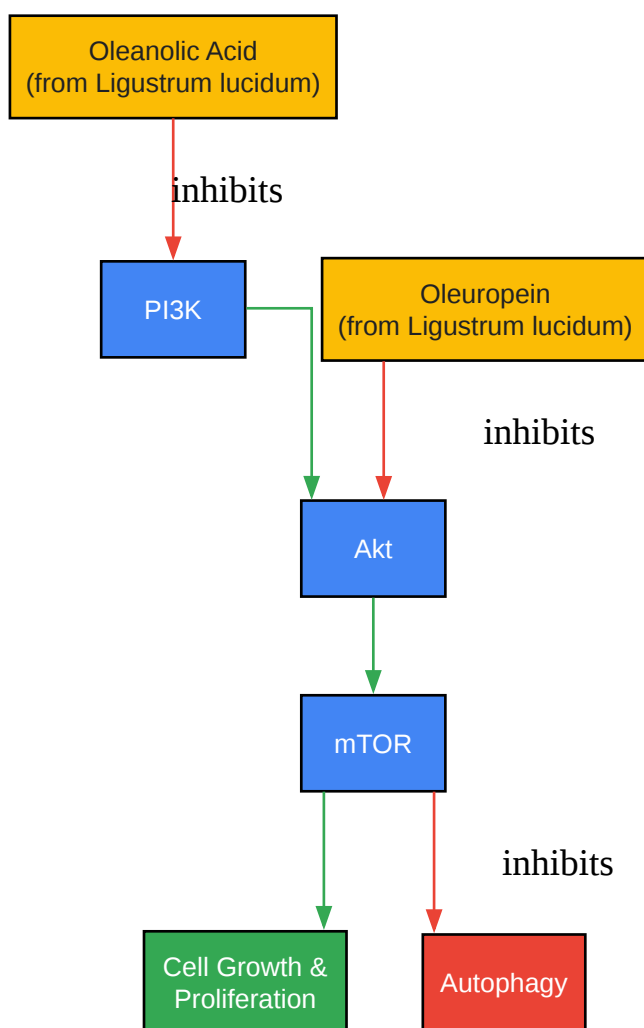 Oleanolic Acid
(from Ligustrum lucidum)
inhibits
PI3K
Oleuropein
(from Ligustrum lucidum)
inhibits
Akt
mTOR
inhibits
Cell Growth &
Proliferation
Autophagy